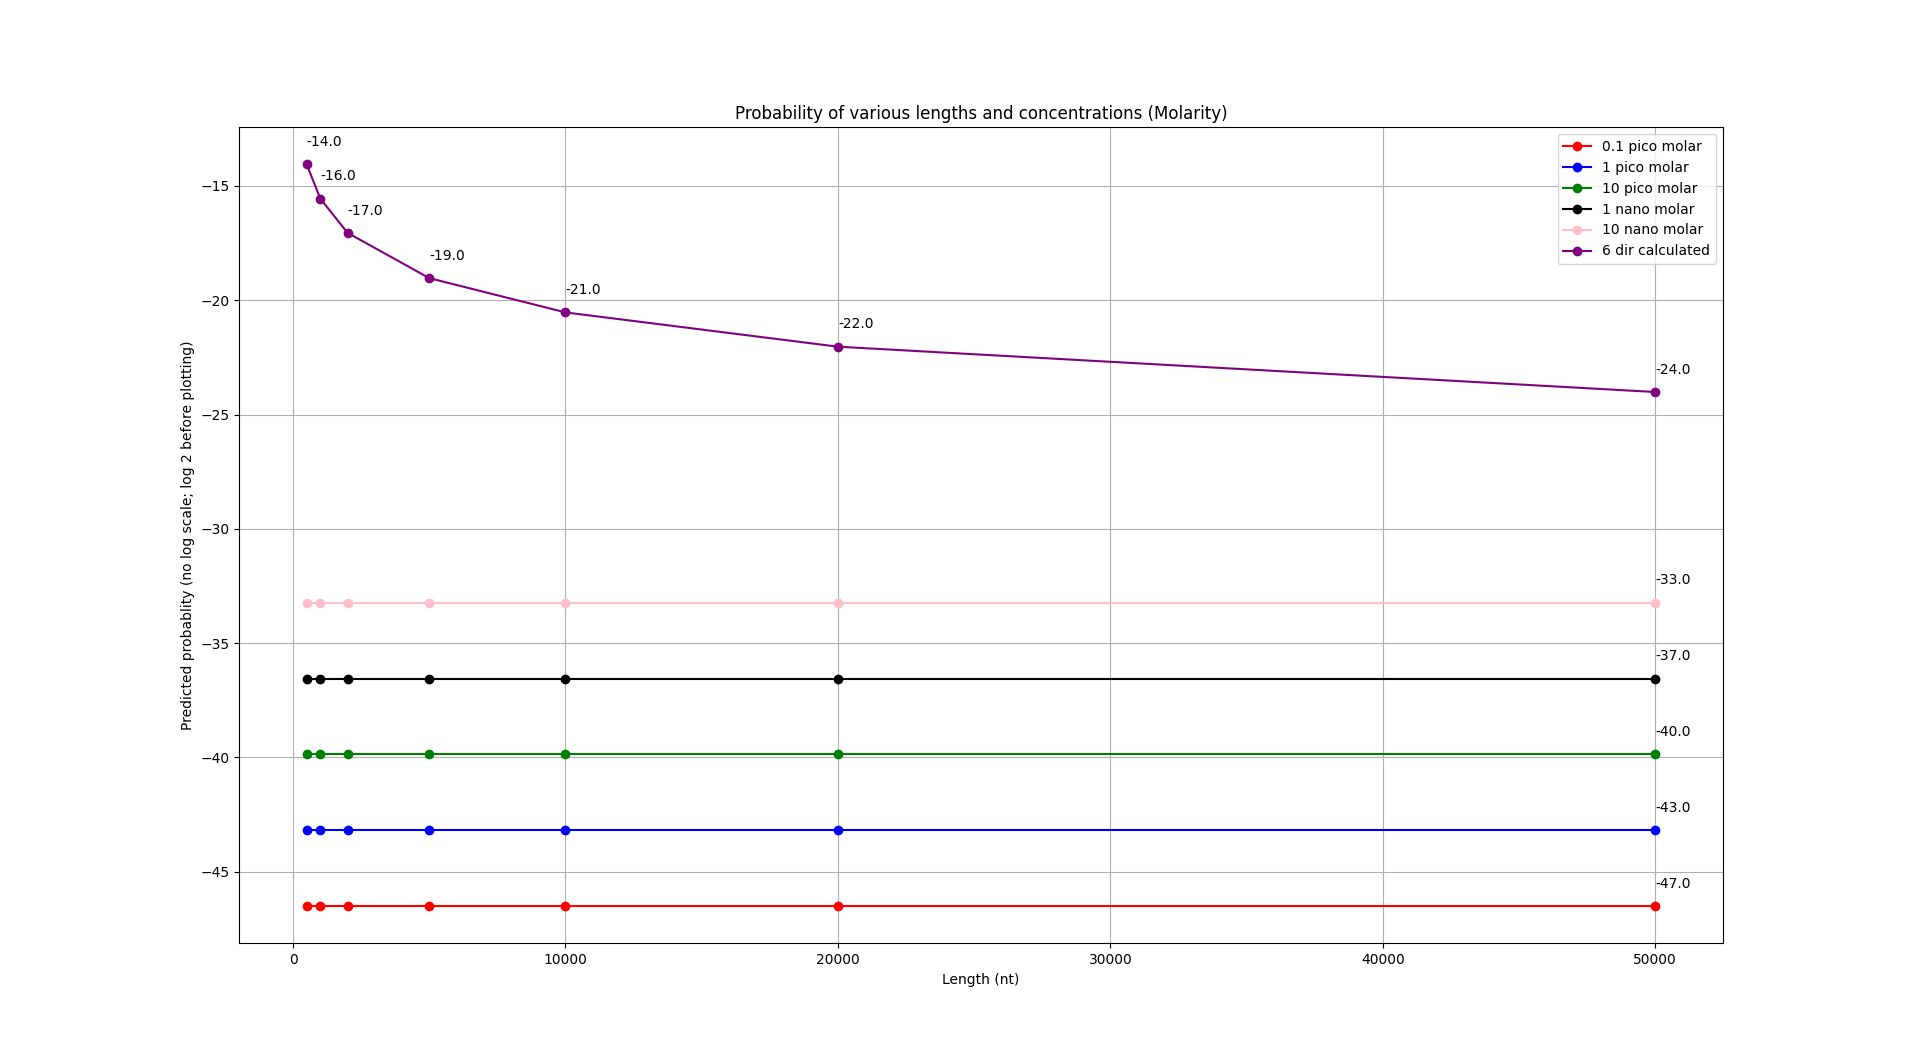 Probability of various lengths and concentrations (Molarity)
-14.0
-16.0
-17.0
-19.0
-21.0
-22.0
-24.0
-33.0
-37.0
-40.0
-43.0
-47.0
0.1 pico molar
1 pico molar
10 pico molar
1 nano molar
10 nano molar
6 dir calculated
−15
−20
−25
−30
−35
−40
−45
Predicted probablity (no log scale; log 2 before plotting)
0
10000
20000
30000
40000
50000
Length (nt)